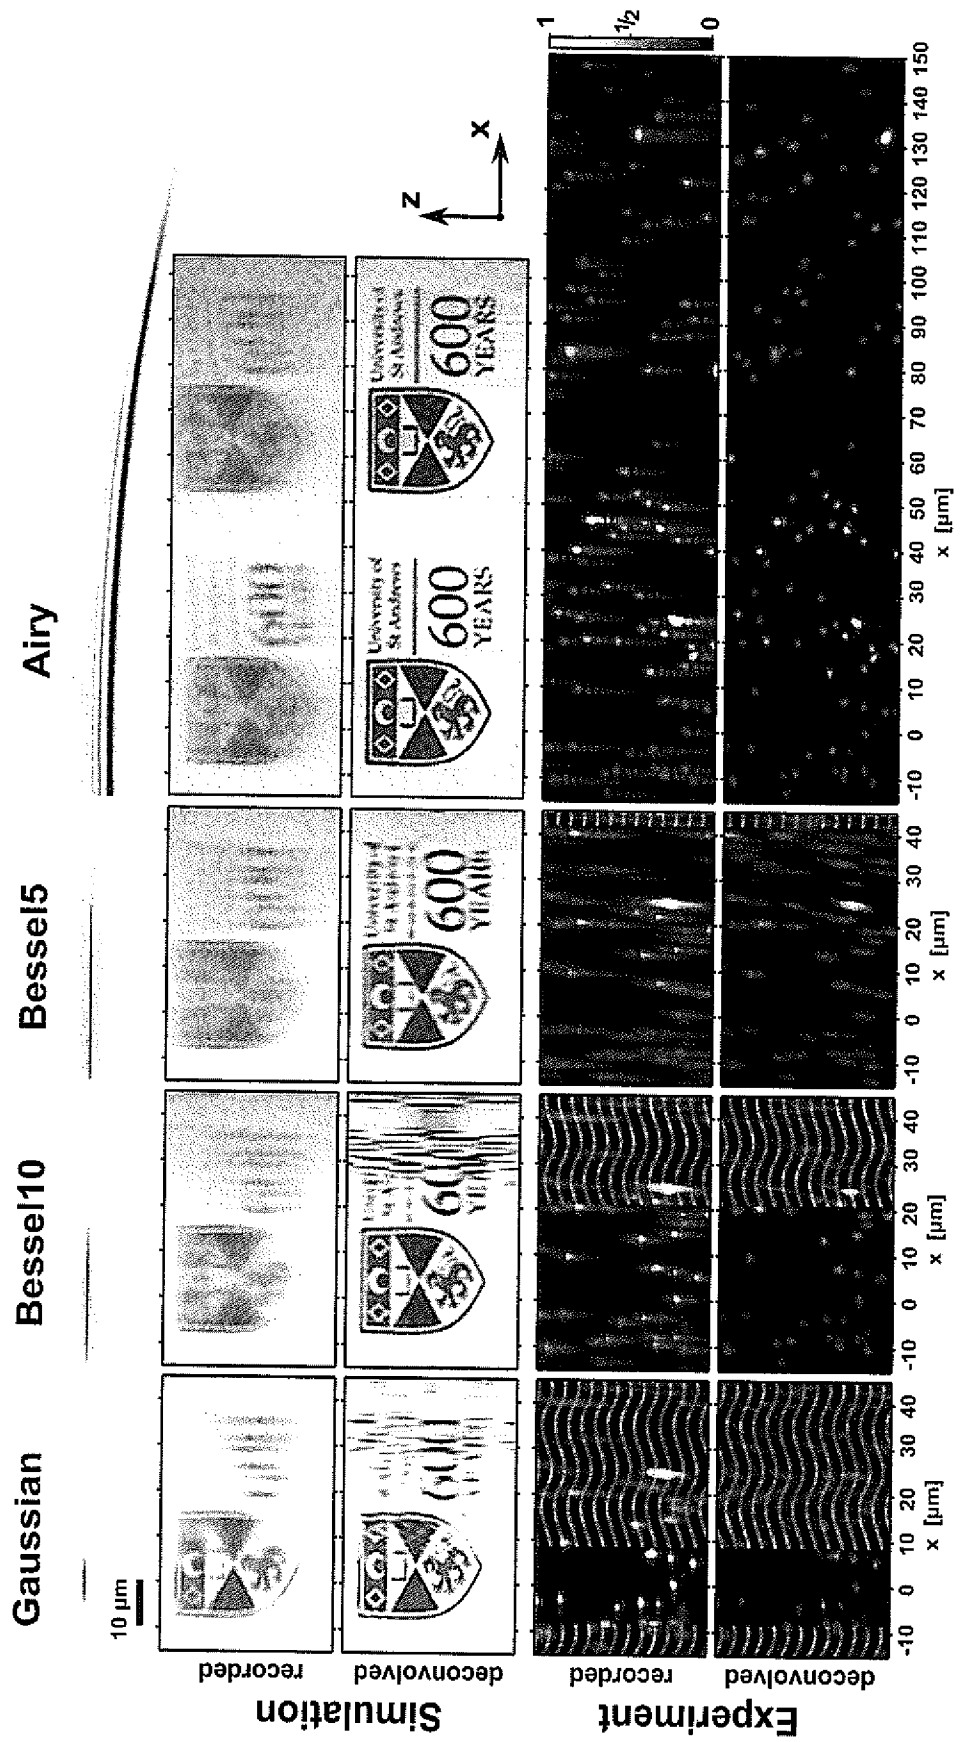 Gaussian
Bessel10
Bessel5
Airy
10 µm
Simulation
recorded
deconvolved
600
600
600
YEARS
University of
St Andrews
600
YEARS
University of
St Andrews
600
YEARS
z
x
Experiment
recorded
deconvolved
1
½
0
-10 0 10 20 30 40
x [µm]
-10 0 10 20 30 40
x [µm]
-10 0 10 20 30 40
x [µm]
-10 0 10 20 30 40 50 60 70 80 90 100 110 120 130 140 150
x [µm]